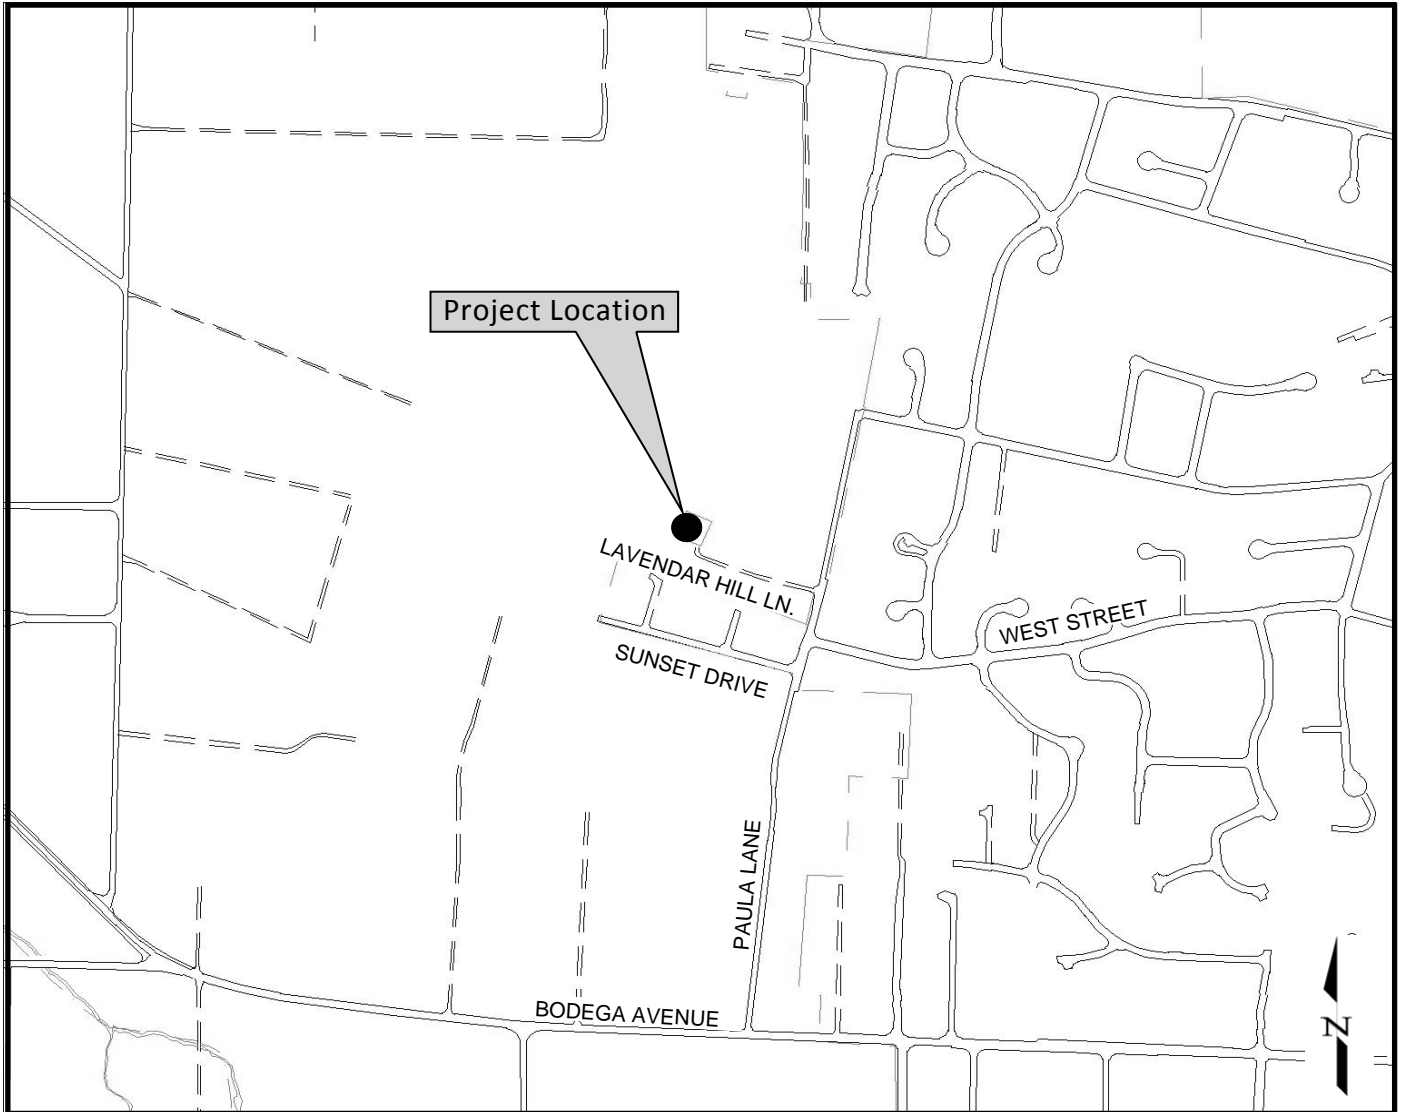 Project Location
LAVENDAR HILL LN.
WEST STREET
SUNSET DRIVE
PAULA LANE
BODEGA AVENUE
N